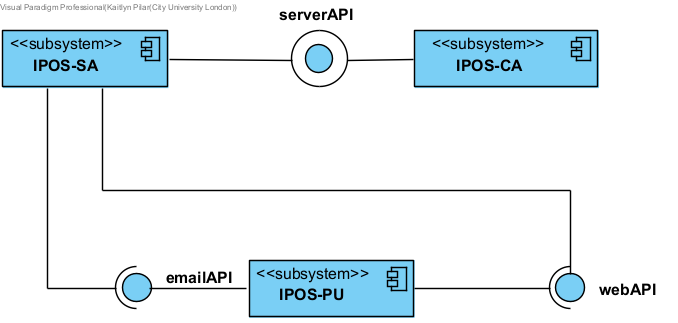 Visual Paradigm Professional(Kaitlyn Pilar(City University London))
serverAPI
<<subsystem>>
IPOS-SA
<<subsystem>>
IPOS-CA
emailAPI
<<subsystem>>
IPOS-PU
webAPI